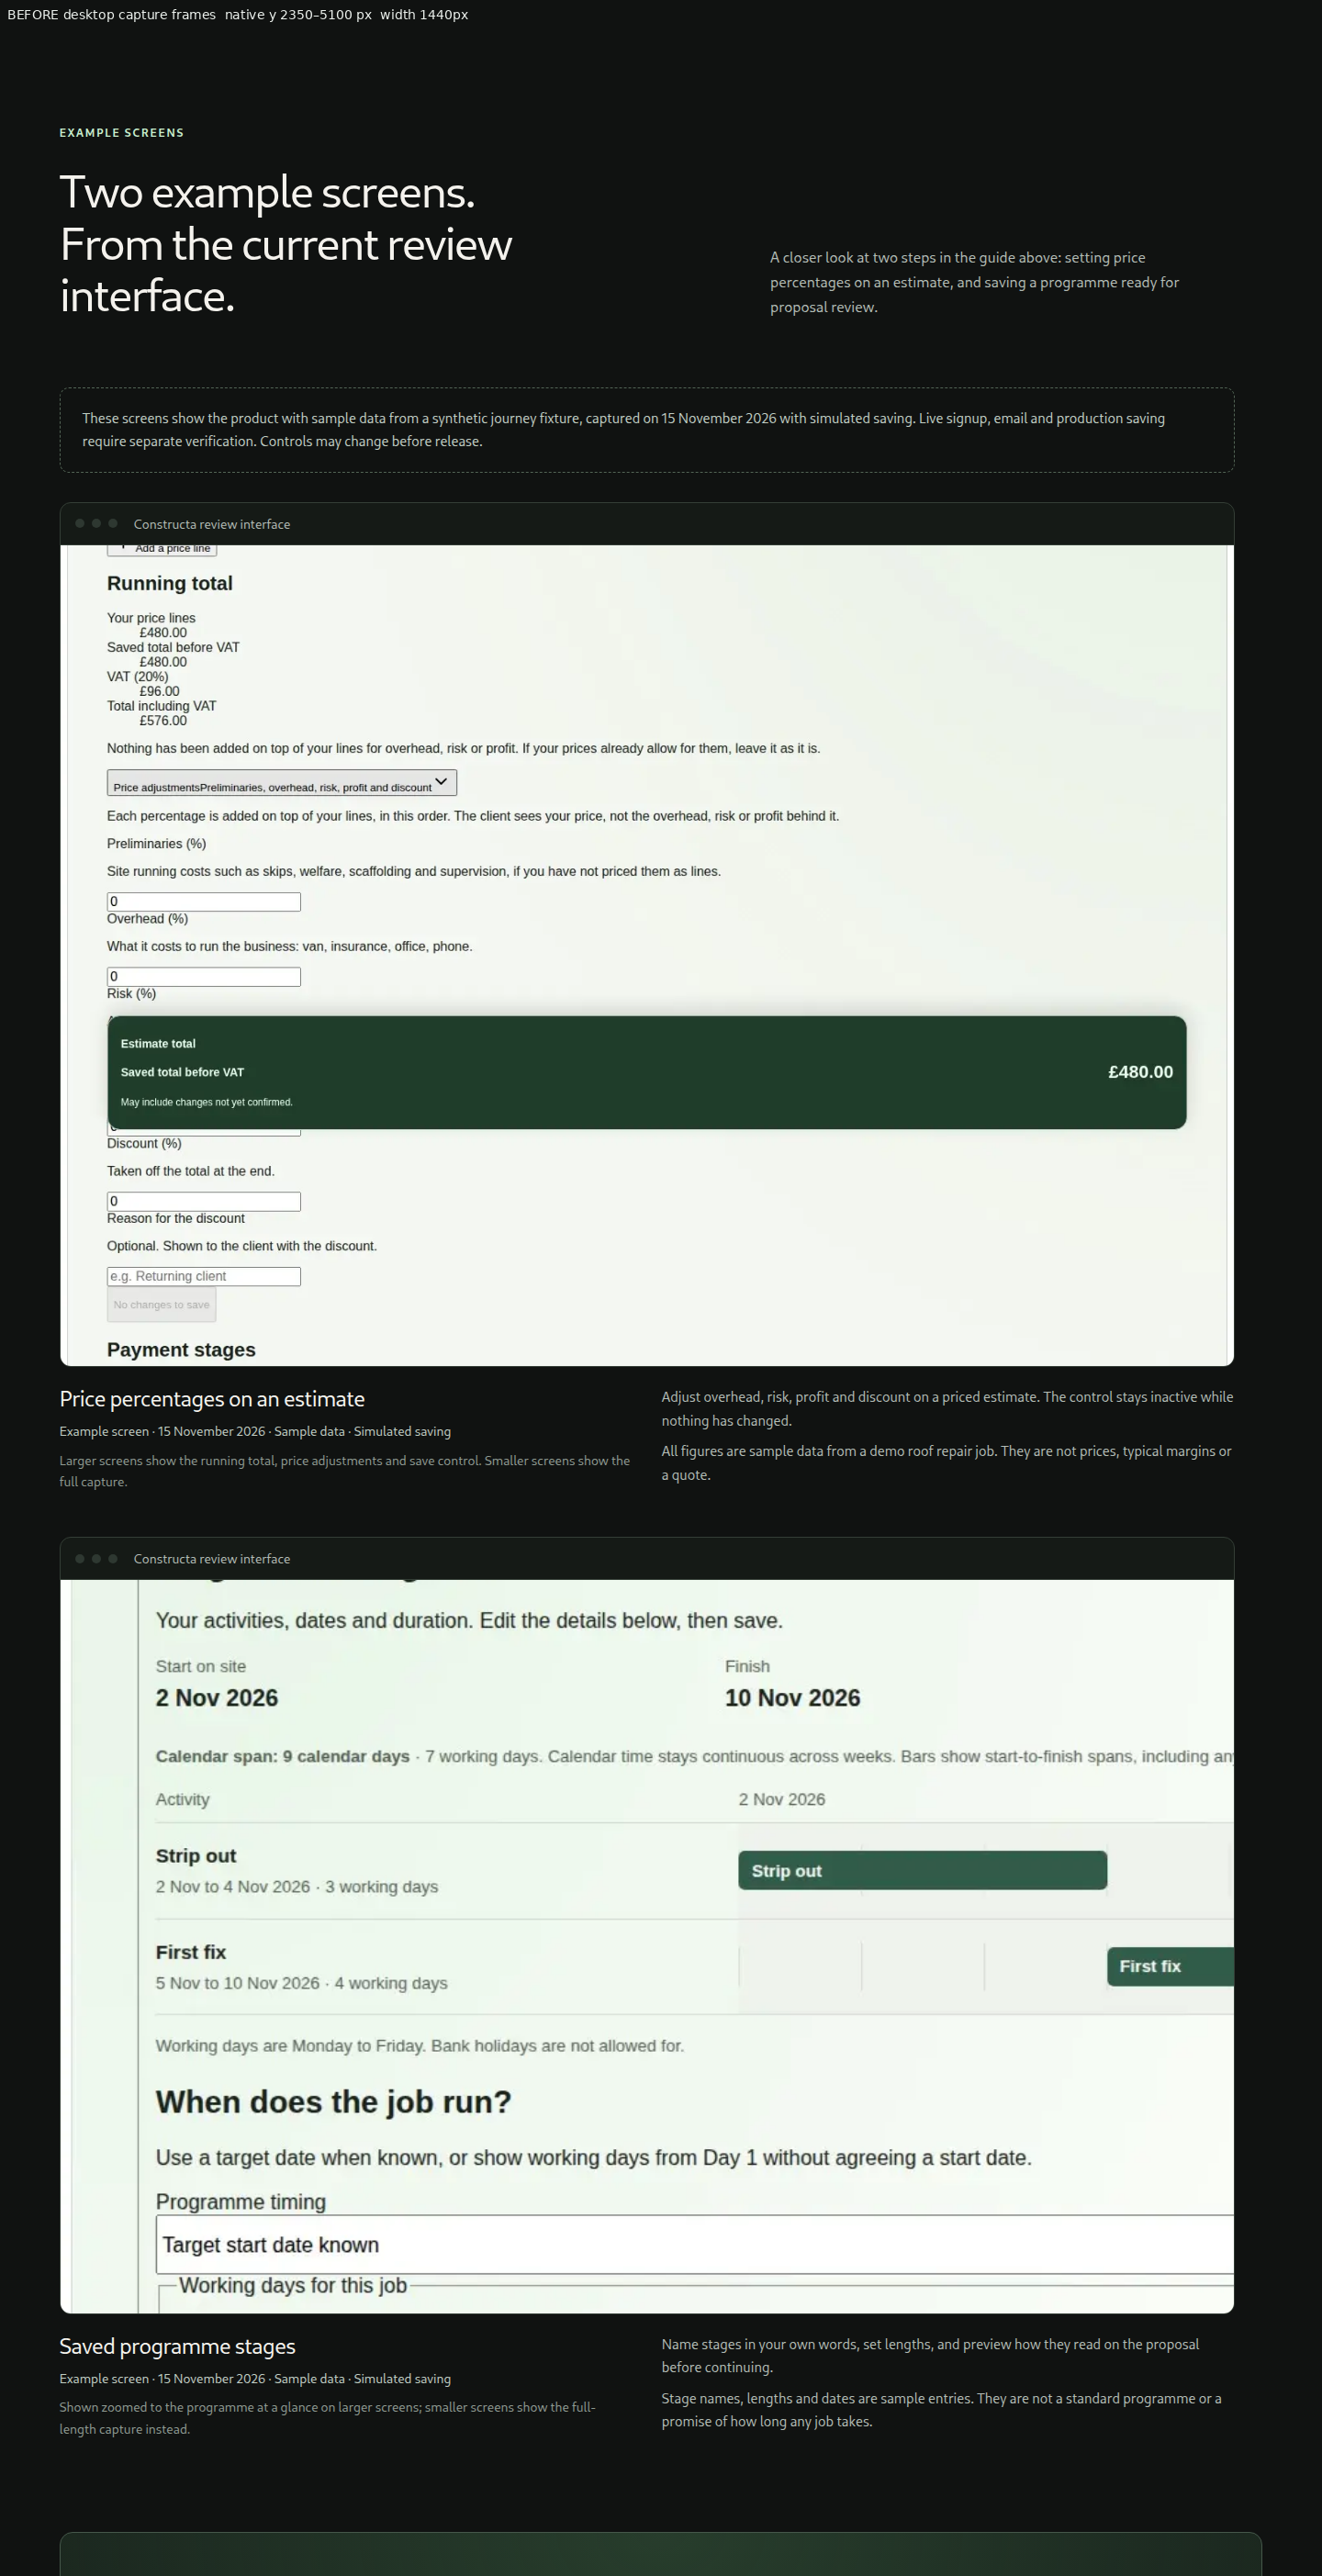 BEFORE desktop capture frames  native y 2350–5100 px  width 1440px
EXAMPLE SCREENS
Two example screens.
From the current review
interface.
A closer look at two steps in the guide above: setting price
percentages on an estimate, and saving a programme ready for
proposal review.
These screens show the product with sample data from a synthetic journey fixture, captured on 15 November 2026 with simulated saving. Live signup, email and production saving
require separate verification. Controls may change before release.
Constructa review interface
Add a price line
Running total
Your price lines
£480.00
Saved total before VAT
£480.00
VAT (20%)
£96.00
Total including VAT
£576.00
Nothing has been added on top of your lines for overhead, risk or profit. If your prices already allow for them, leave it as it is.
Price adjustmentsPreliminaries, overhead, risk, profit and discount
Each percentage is added on top of your lines, in this order. The client sees your price, not the overhead, risk or profit behind it.
Preliminaries (%)
Site running costs such as skips, welfare, scaffolding and supervision, if you have not priced them as lines.
0
Overhead (%)
What it costs to run the business: van, insurance, office, phone.
0
Risk (%)
Estimate total
Saved total before VAT
£480.00
May include changes not yet confirmed.
Discount (%)
Taken off the total at the end.
0
Reason for the discount
Optional. Shown to the client with the discount.
e.g. Returning client
No changes to save
Payment stages
Price percentages on an estimate
Example screen · 15 November 2026 · Sample data · Simulated saving
Larger screens show the running total, price adjustments and save control. Smaller screens show the
full capture.
Adjust overhead, risk, profit and discount on a priced estimate. The control stays inactive while
nothing has changed.
All figures are sample data from a demo roof repair job. They are not prices, typical margins or
a quote.
Constructa review interface
Your activities, dates and duration. Edit the details below, then save.
Start on site
Finish
2 Nov 2026
10 Nov 2026
Calendar span: 9 calendar days · 7 working days. Calendar time stays continuous across weeks. Bars show start-to-finish spans, including
Activity
2 Nov 2026
Strip out
Strip out
2 Nov to 4 Nov 2026 · 3 working days
First fix
First fix
5 Nov to 10 Nov 2026 · 4 working days
Working days are Monday to Friday. Bank holidays are not allowed for.
When does the job run?
Use a target date when known, or show working days from Day 1 without agreeing a start date.
Programme timing
Target start date known
Working days for this job
Saved programme stages
Example screen · 15 November 2026 · Sample data · Simulated saving
Shown zoomed to the programme at a glance on larger screens; smaller screens show the full-
length capture instead.
Name stages in your own words, set lengths, and preview how they read on the proposal
before continuing.
Stage names, lengths and dates are sample entries. They are not a standard programme or a
promise of how long any job takes.